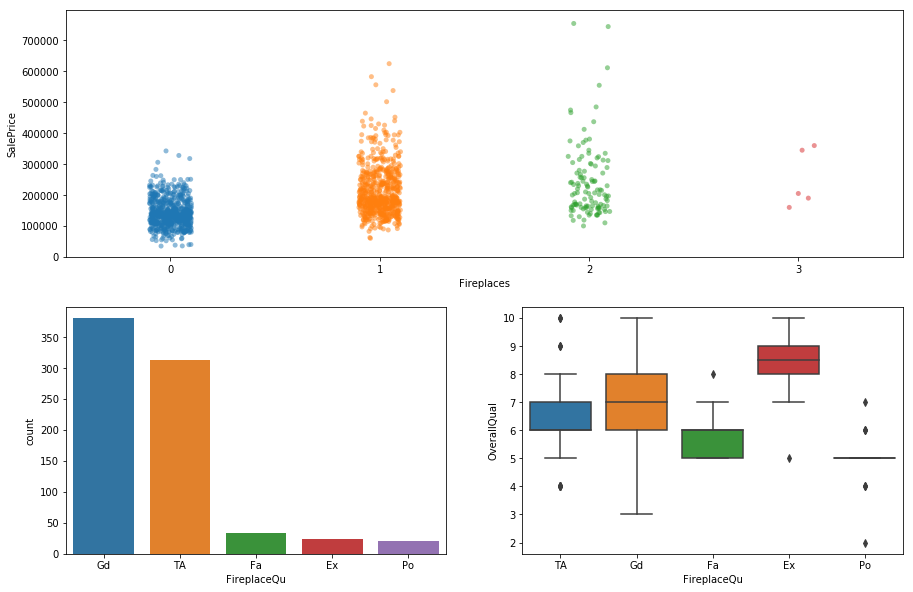 SalePrice
700000
600000
500000
400000
300000
200000
100000
0
0 1 2 3
Fireplaces
count
350
300
250
200
150
100
50
0
Gd TA Fa Ex Po
FireplaceQu
OverallQual
10
9
8
7
6
5
4
3
2
TA Gd Fa Ex Po
FireplaceQu